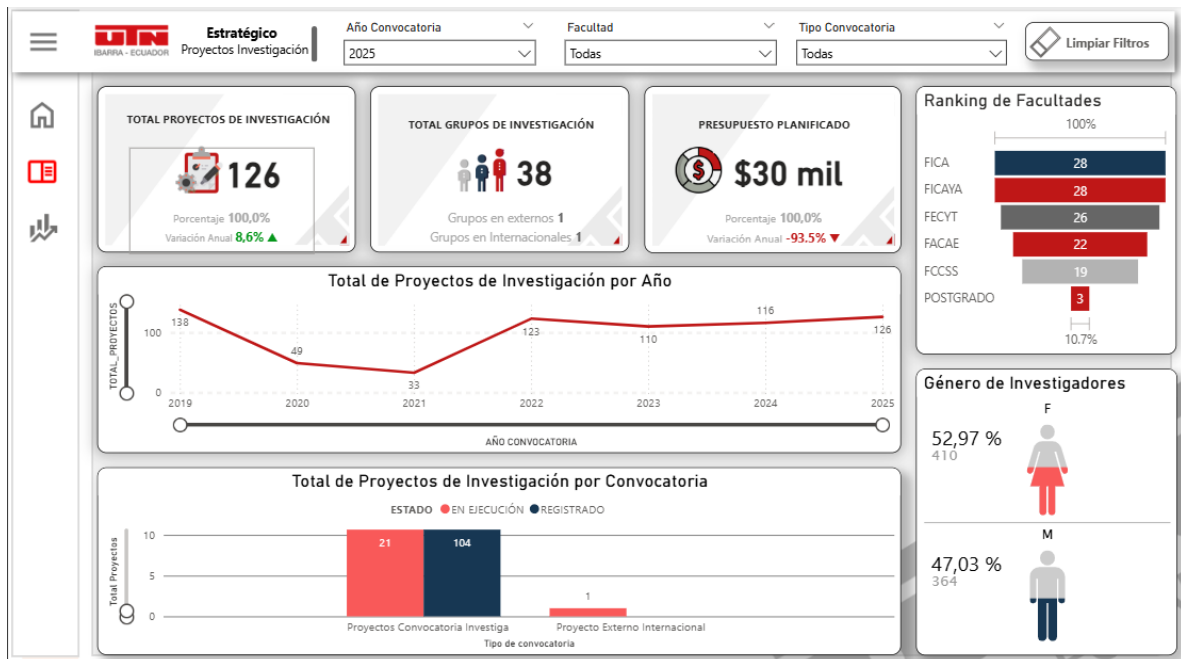 UTN
IBARRA - ECUADOR
Estratégico
Proyectos Investigación
Año Convocatoria
2025
Facultad
Todas
Tipo Convocatoria
Todas
Limpiar Filtros
TOTAL PROYECTOS DE INVESTIGACIÓN
126
Porcentaje 100,0%
Variación Anual 8,6% ▲
TOTAL GRUPOS DE INVESTIGACIÓN
38
Grupos en externos 1
Grupos en Internacionales 1
PRESUPUESTO PLANIFICADO
$
$30 mil
Porcentaje 100,0%
Variación Anual -93.5% ▼
Ranking de Facultades
100%
FICA 28
FICAYA 28
FECYT 26
FACAE 22
FCCSS 19
POSTGRADO 3
10.7%
Total de Proyectos de Investigación por Año
TOTAL_PROYECTOS
100
0
138
49
33
123
110
116
126
2019 2020 2021 2022 2023 2024 2025
AÑO CONVOCATORIA
Total de Proyectos de Investigación por Convocatoria
ESTADO EN EJECUCIÓN REGISTRADO
Total Proyectos
10
5
0
21 104
1
Proyectos Convocatoria Investiga Proyecto Externo Internacional
Tipo de convocatoria
Género de Investigadores
F
52,97 %
410
M
47,03 %
364